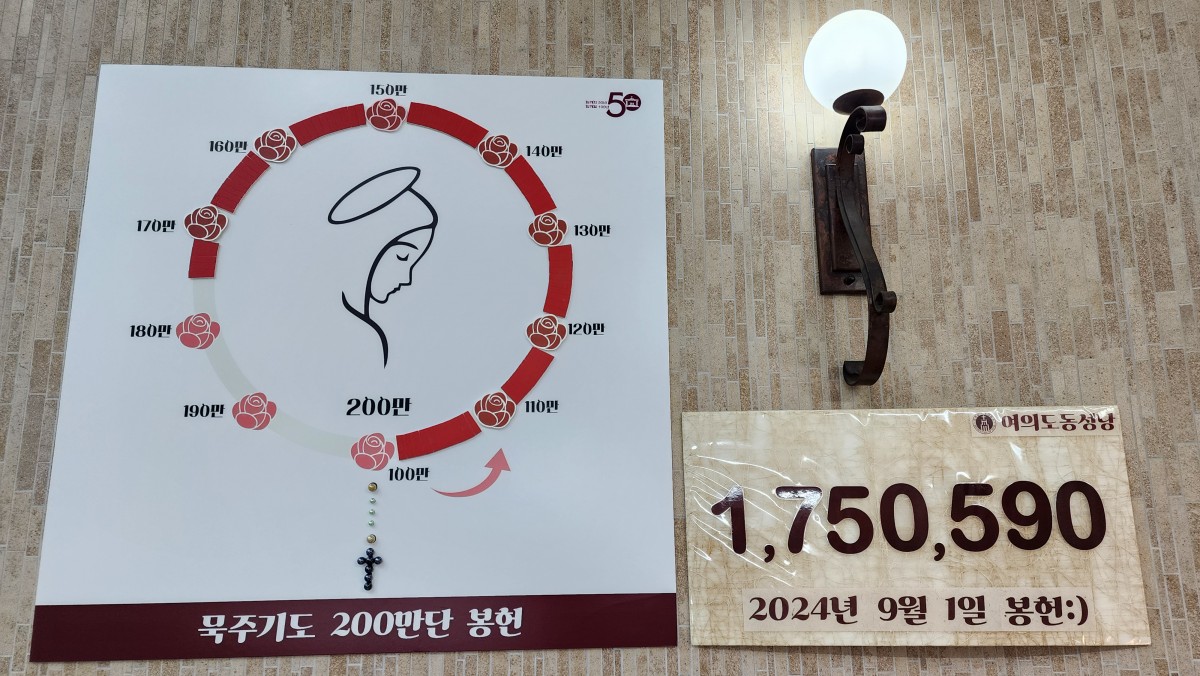 150만
160만
140만
170만
130만
180만
120만
190만
200만
110만
100만
50
묵주기도 200만단 봉헌
여의도동성당
1,750,590
2024년 9월 1일 봉헌:)